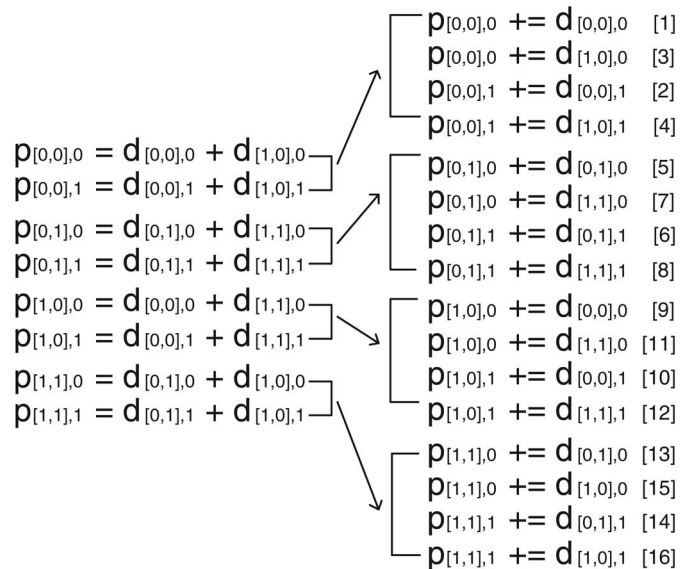 p[0,0],0 = d[0,0],0 + d[1,0],0
p[0,0],1 = d[0,0],1 + d[1,0],1
p[0,1],0 = d[0,1],0 + d[1,1],0
p[0,1],1 = d[0,1],1 + d[1,1],1
p[1,0],0 = d[0,0],0 + d[1,1],0
p[1,0],1 = d[0,0],1 + d[1,1],1
p[1,1],0 = d[0,1],0 + d[1,0],0
p[1,1],1 = d[0,1],1 + d[1,0],1
p[0,0],0 += d[0,0],0 [1]
p[0,0],0 += d[1,0],0 [3]
p[0,0],1 += d[0,0],1 [2]
p[0,0],1 += d[1,0],1 [4]
p[0,1],0 += d[0,1],0 [5]
p[0,1],0 += d[1,1],0 [7]
p[0,1],1 += d[0,1],1 [6]
p[0,1],1 += d[1,1],1 [8]
p[1,0],0 += d[0,0],0 [9]
p[1,0],0 += d[1,1],0 [11]
p[1,0],1 += d[0,0],1 [10]
p[1,0],1 += d[1,1],1 [12]
p[1,1],0 += d[0,1],0 [13]
p[1,1],0 += d[1,0],0 [15]
p[1,1],1 += d[0,1],1 [14]
p[1,1],1 += d[1,0],1 [16]